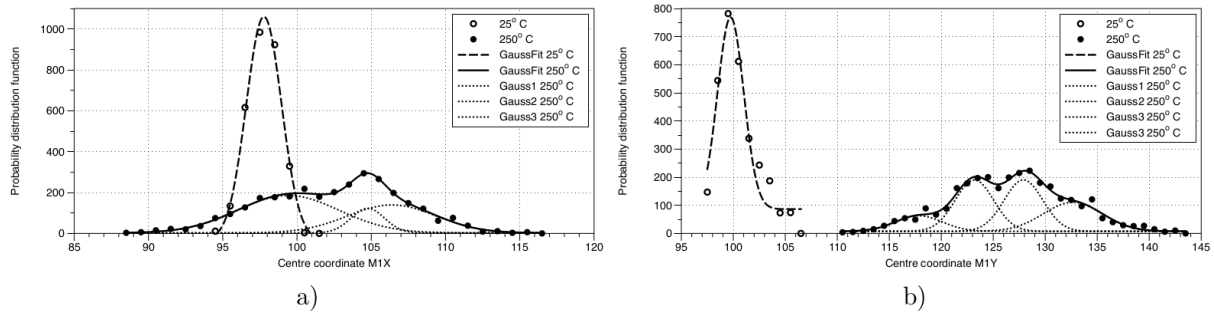 Probability distribution function
1000
800
600
400
200
0
85 90 95 100 105 110 115 120
Centre coordinate M1X
25° C
250° C
GaussFit 25° C
GaussFit 250° C
Gauss1 250° C
Gauss2 250° C
Gauss3 250° C
a)
Probability distribution function
800
700
600
500
400
300
200
100
0
95 100 105 110 115 120 125 130 135 140 145
Centre coordinate M1Y
25° C
250° C
GaussFit 25° C
GaussFit 250° C
Gauss1 250° C
Gauss2 250° C
Gauss3 250° C
Gauss3 250° C
b)